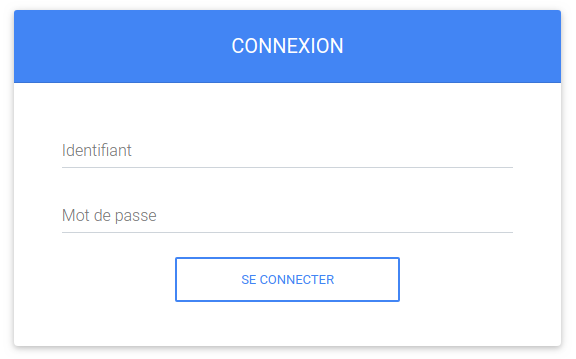 CONNEXION
Identifiant
Mot de passe
SE CONNECTER